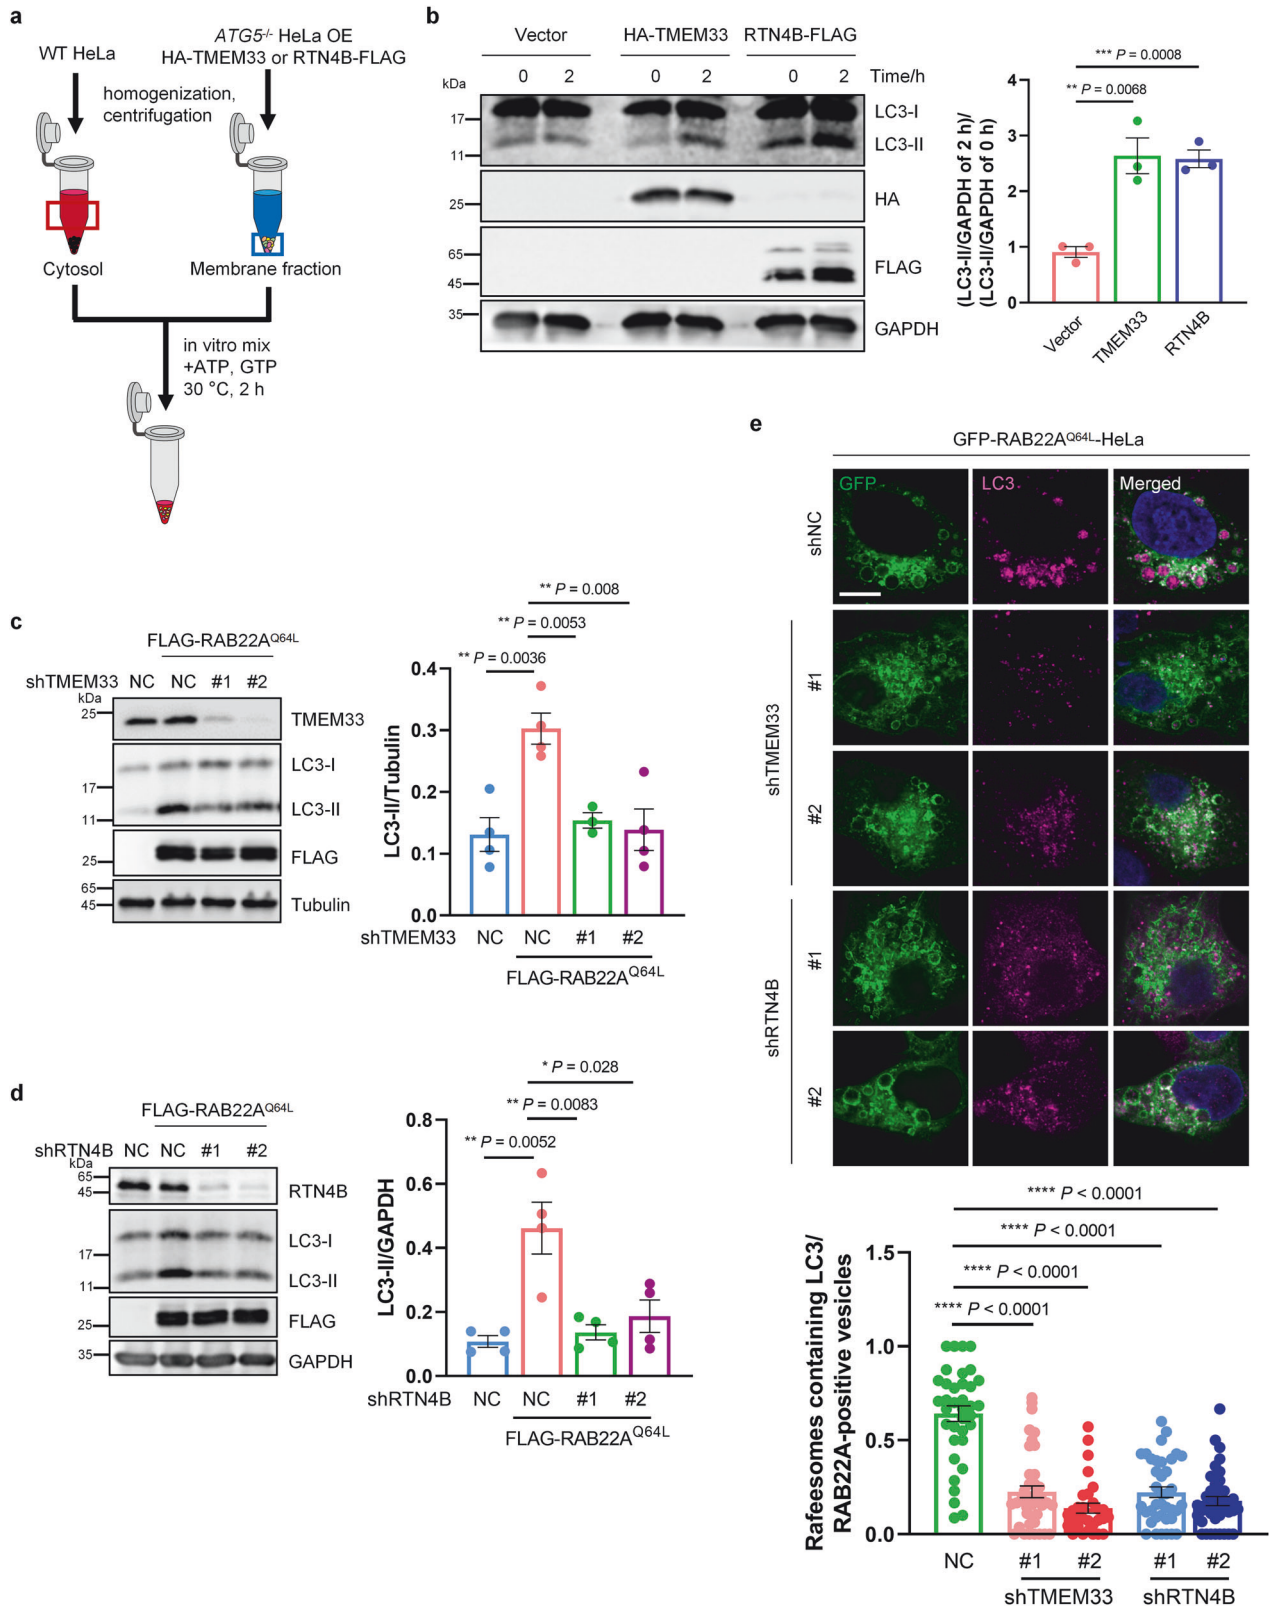 a
WT HeLa
ATG5-/- HeLa OE
HA-TMEM33 or RTN4B-FLAG
homogenization,
centrifugation
Cytosol
Membrane fraction
in vitro mix
+ATP, GTP
30 °C, 2 h
b
Vector HA-TMEM33 RTN4B-FLAG
kDa 0 2 0 2 0 2 Time/h
17
11
LC3-I
LC3-II
25
HA
65
45
FLAG
35
GAPDH
*** P = 0.0008
** P = 0.0068
(LC3-II/GAPDH of 2 h)/
(LC3-II/GAPDH of 0 h)
4
3
2
1
0
Vector
TMEM33
RTN4B
c
FLAG-RAB22AQ64L
shTMEM33 NC NC #1 #2
kDa
25
TMEM33
LC3-I
17
LC3-II
11
25
FLAG
65
45
Tubulin
** P = 0.008
** P = 0.0053
** P = 0.0036
LC3-II/Tubulin
0.4
0.3
0.2
0.1
0.0
shTMEM33 NC NC #1 #2
FLAG-RAB22AQ64L
d
FLAG-RAB22AQ64L
shRTN4B NC NC #1 #2
kDa
65
45
RTN4B
LC3-I
17
LC3-II
11
25
FLAG
35
GAPDH
* P = 0.028
** P = 0.0083
** P = 0.0052
LC3-II/GAPDH
0.8
0.6
0.4
0.2
0.0
shRTN4B NC NC #1 #2
FLAG-RAB22AQ64L
e
GFP-RAB22AQ64L-HeLa
GFP LC3 Merged
shNC
shTMEM33
#1
#2
shRTN4B
#1
#2
**** P < 0.0001
**** P < 0.0001
**** P < 0.0001
**** P < 0.0001
Rafeesomes containing LC3/
RAB22A-positive vesicles
1.5
1.0
0.5
0.0
NC #1 #2 #1 #2
shTMEM33 shRTN4B